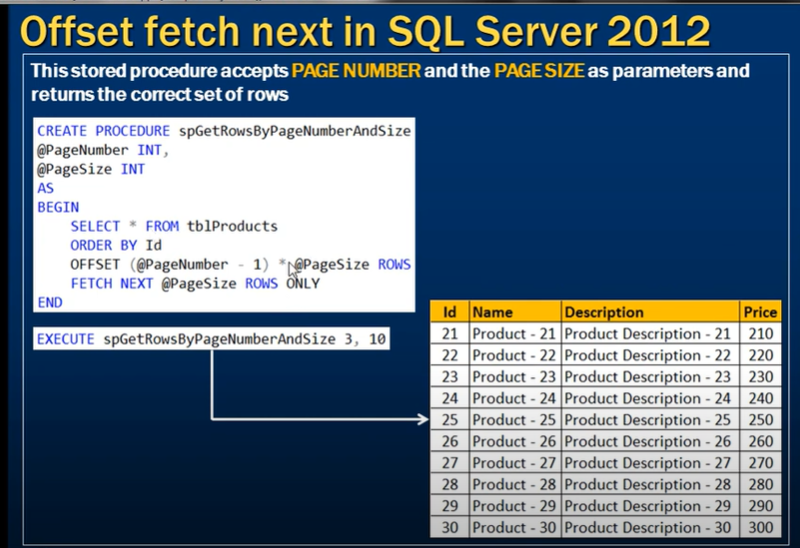 Offset fetch next in SQL Server 2012
This stored procedure accepts PAGE NUMBER and the PAGE SIZE as parameters and
returns the correct set of rows
CREATE PROCEDURE spGetRowsByPageNumberAndSize
@PageNumber INT,
@PageSize INT
AS
BEGIN
SELECT * FROM tblProducts
ORDER BY Id
OFFSET (@PageNumber - 1) * @PageSize ROWS
FETCH NEXT @PageSize ROWS ONLY
END
EXECUTE spGetRowsByPageNumberAndSize 3, 10
Id Name Description Price
21 Product - 21 Product Description - 21 210
22 Product - 22 Product Description - 22 220
23 Product - 23 Product Description - 23 230
24 Product - 24 Product Description - 24 240
25 Product - 25 Product Description - 25 250
26 Product - 26 Product Description - 26 260
27 Product - 27 Product Description - 27 270
28 Product - 28 Product Description - 28 280
29 Product - 29 Product Description - 29 290
30 Product - 30 Product Description - 30 300